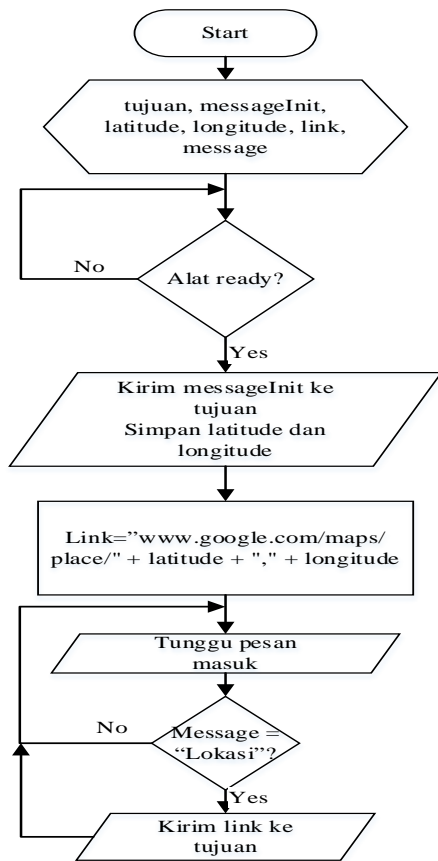 Start
tujuan, messageInit,
latitude, longitude, link,
message
No
Alat ready?
Yes
Kirim messageInit ke
tujuan
Simpan latitude dan
longitude
Link=”www.google.com/maps/
place/" + latitude + "," + longitude
Tunggu pesan
masuk
No
Message =
“Lokasi”?
Yes
Kirim link ke
tujuan